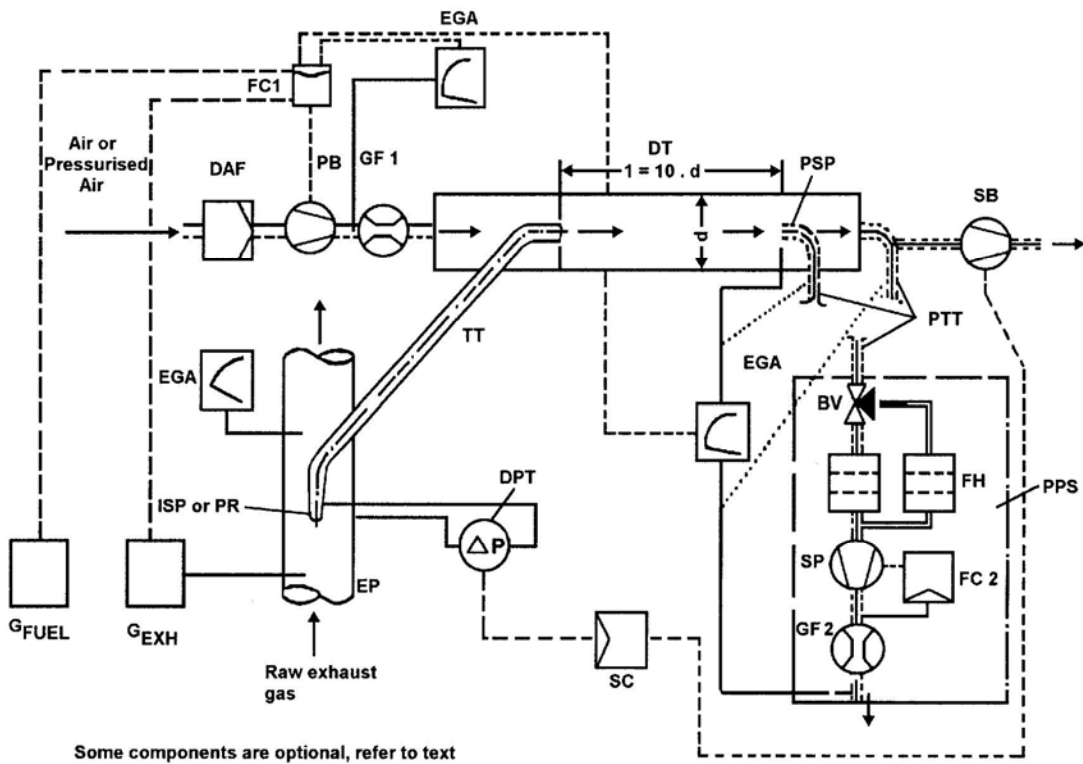 EGA
FC1
Air or
Pressurised
Air
DAF
PB
GF 1
DT
1 = 10 . d
PSP
SB
d
TT
PTT
EGA
EGA
BV
DPT
FH
PPS
ISP or PR
ΔP
SP
FC 2
EP
GFUEL
GEXH
GF 2
Raw exhaust
gas
SC
Some components are optional, refer to text